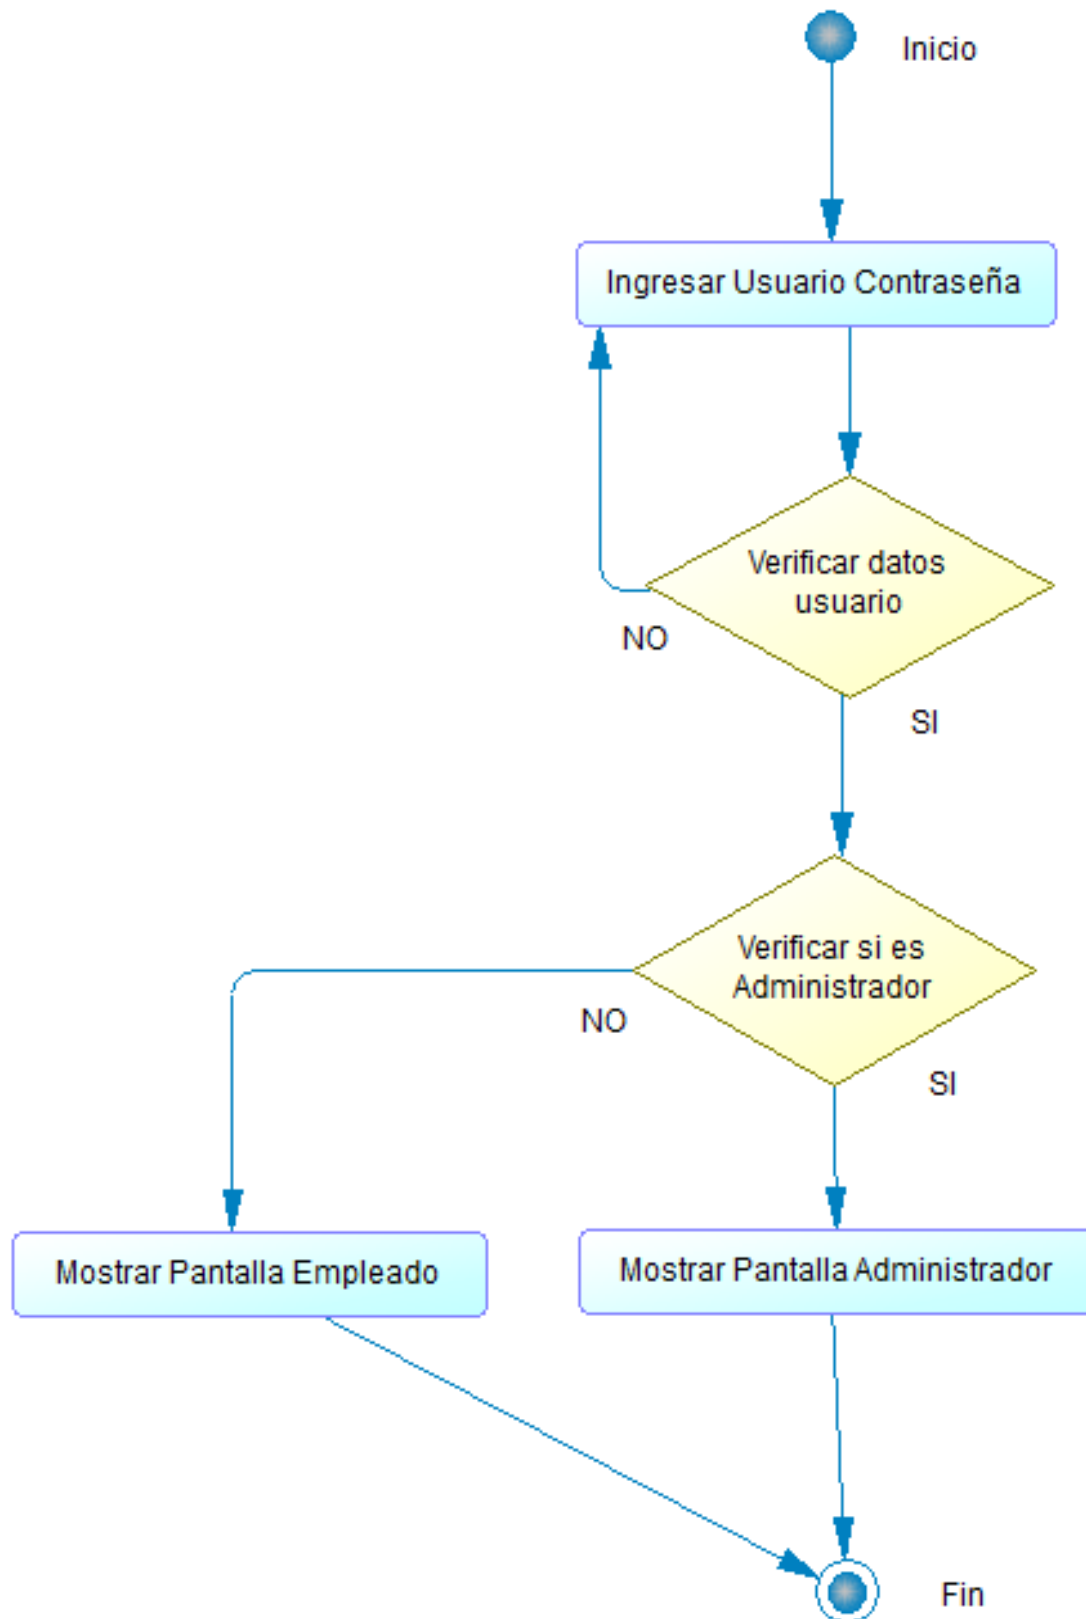 Inicio
Ingresar Usuario Contraseña
Verificar datos
usuario
NO
SI
Verificar si es
Administrador
NO
SI
Mostrar Pantalla Empleado
Mostrar Pantalla Administrador
Fin